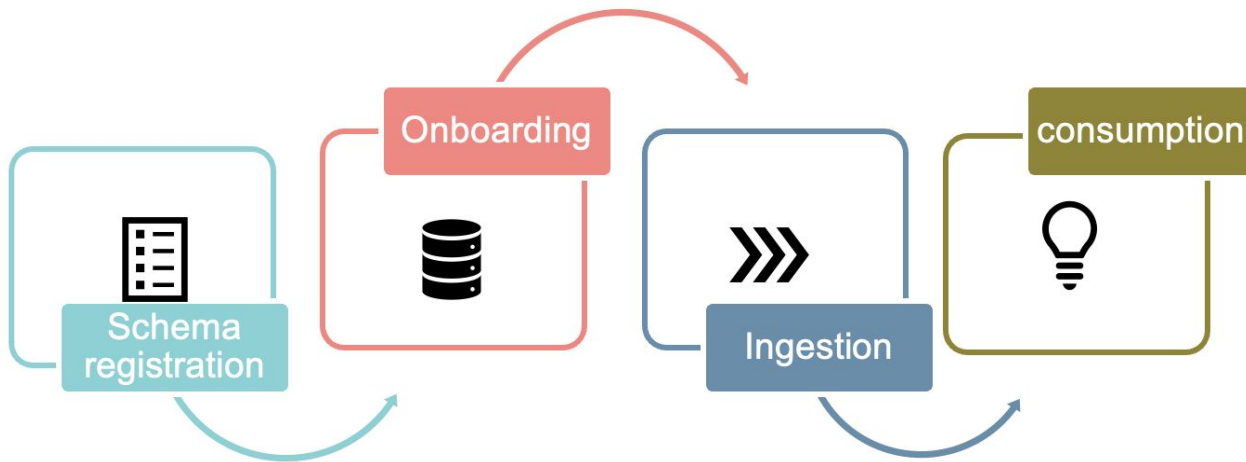 Schema
registration
Onboarding
Ingestion
consumption